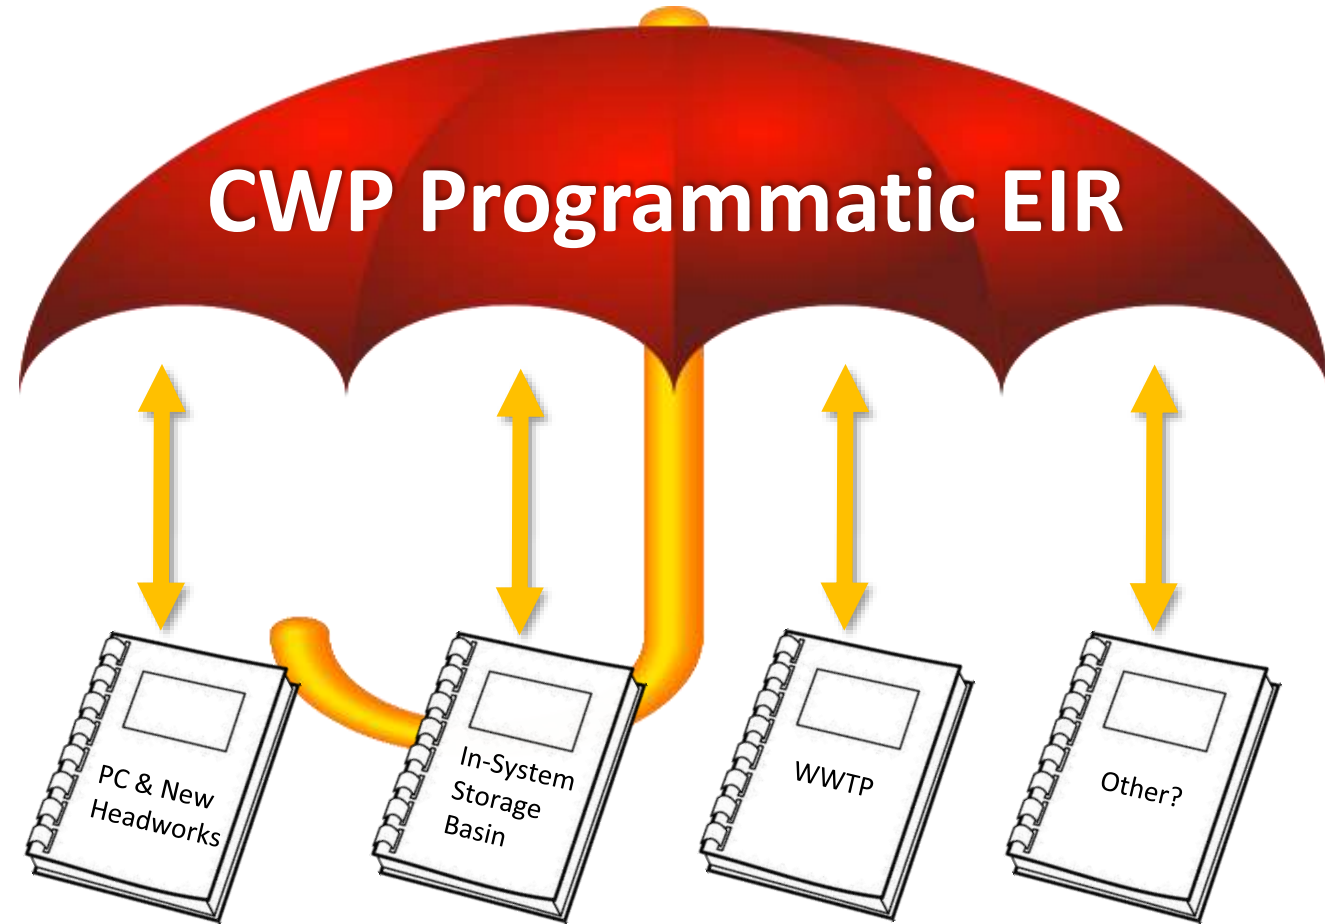 CWP Programmatic EIR
PC & New
Headworks
In-System
Storage
Basin
WWTP
Other?